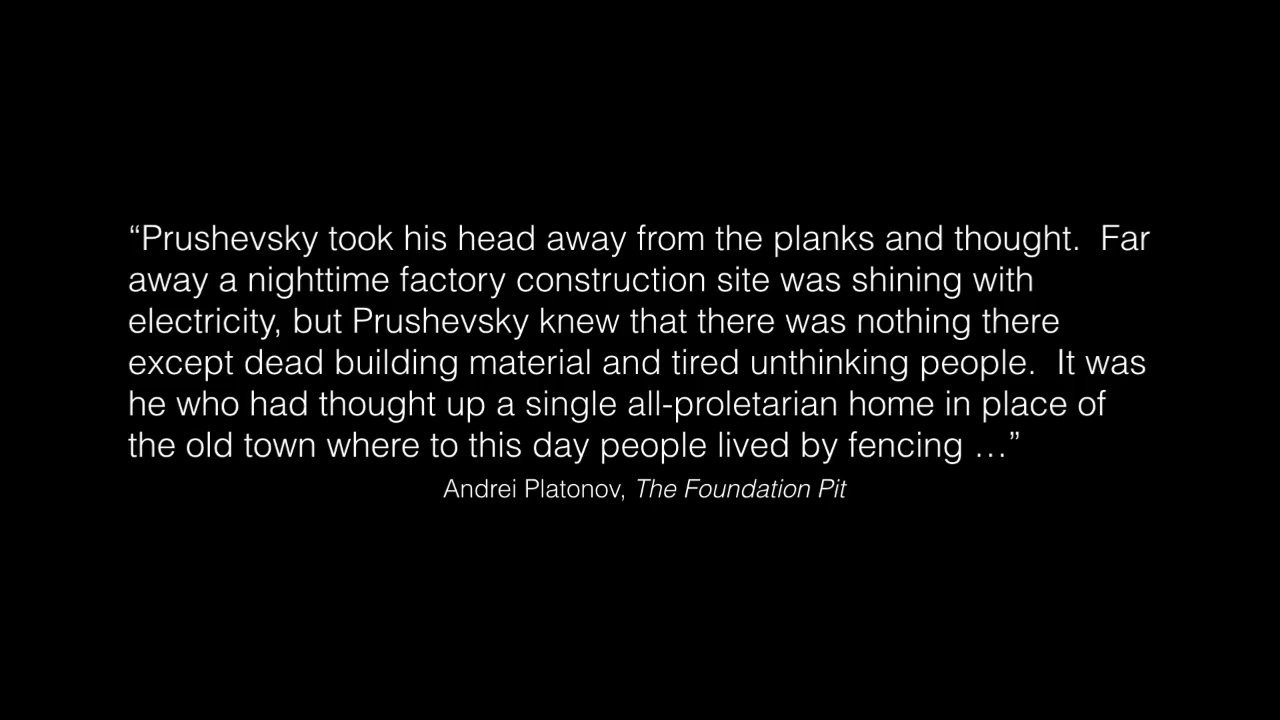 “Prushevsky took his head away from the planks and thought.  Far
away a nighttime factory construction site was shining with
electricity, but Prushevsky knew that there was nothing there
except dead building material and tired unthinking people.  It was
he who had thought up a single all-proletarian home in place of
the old town where to this day people lived by fencing …”
Andrei Platonov, The Foundation Pit